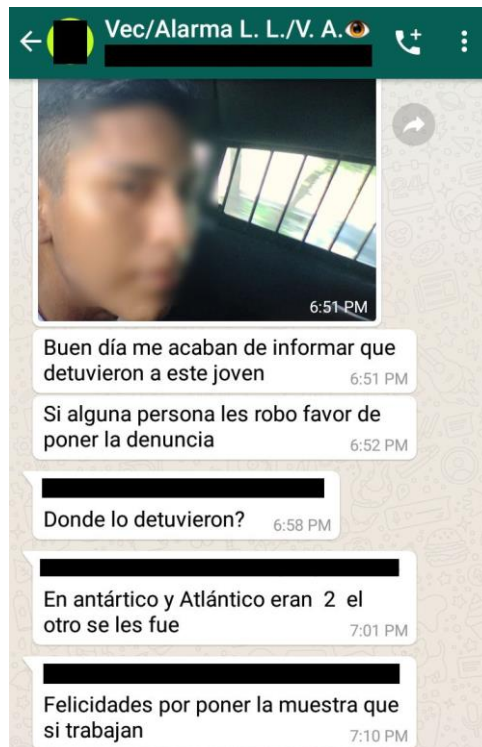 Vec/Alarma L. L./V. A.👁
6:51 PM
Buen día me acaban de informar que
detuvieron a este joven
6:51 PM
Si alguna persona les robo favor de
poner la denuncia
6:52 PM
Donde lo detuvieron?
6:58 PM
En antártico y Atlántico eran 2 el
otro se les fue
7:01 PM
Felicidades por poner la muestra que
si trabajan
7:10 PM